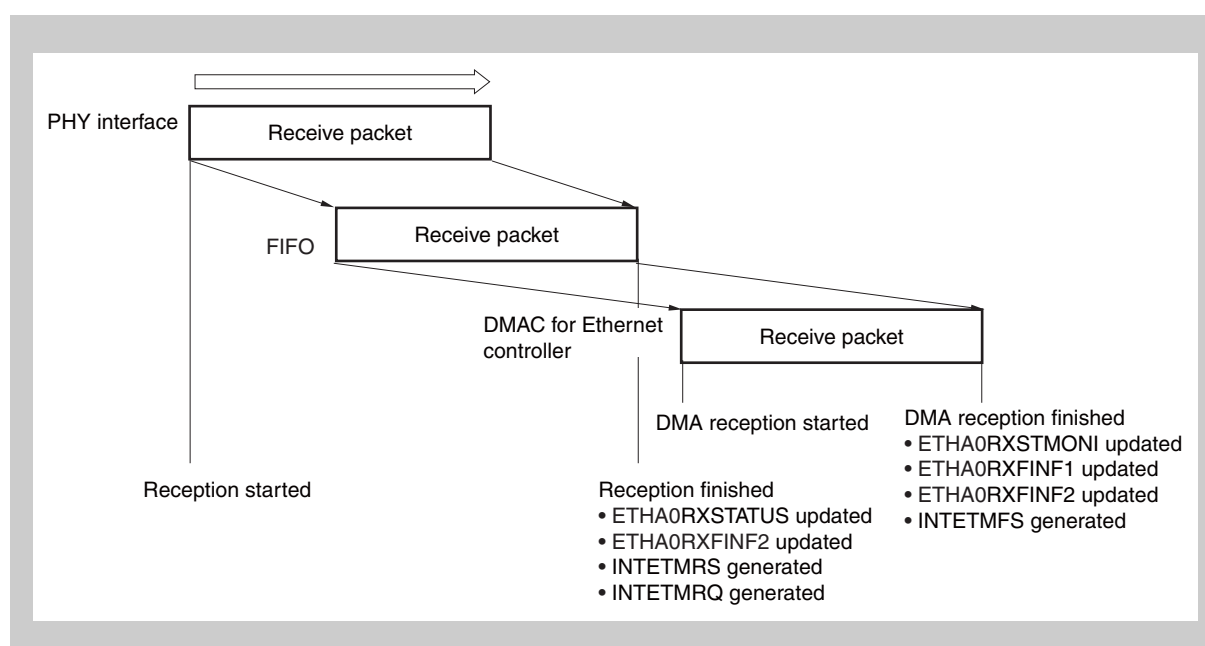 PHY interface
Receive packet
FIFO
Receive packet
DMAC for Ethernet
controller
Receive packet
DMA reception started
DMA reception finished
• ETHA0RXSTMONI updated
• ETHA0RXFINF1 updated
• ETHA0RXFINF2 updated
• INTETMFS generated
Reception started
Reception finished
• ETHA0RXSTATUS updated
• ETHA0RXFINF2 updated
• INTETMRS generated
• INTETMRQ generated